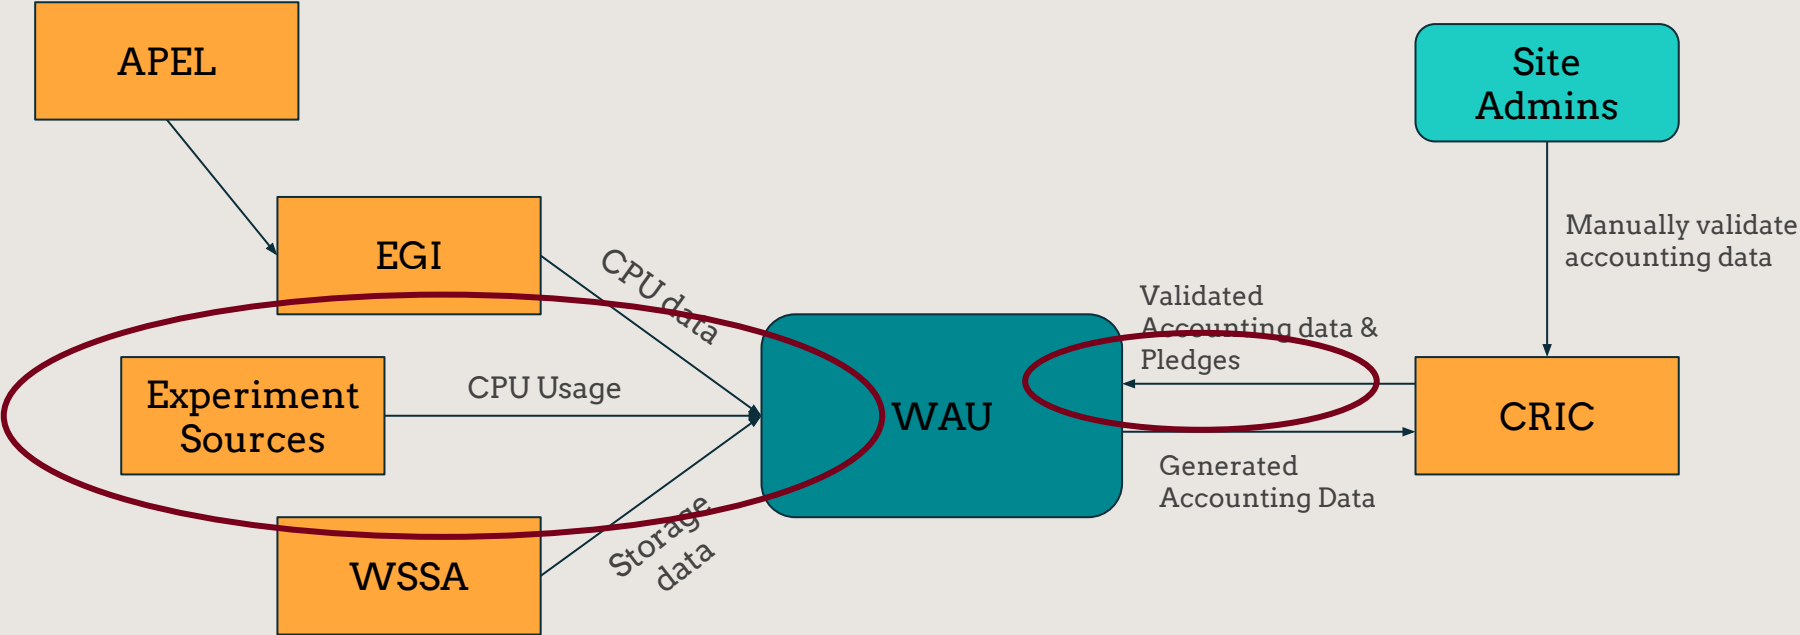 APEL
Site
Admins
EGI
CPU data
Manually validate
accounting data
Validated
Accounting data &
Pledges
Experiment
Sources
CPU Usage
WAU
CRIC
Generated
Accounting Data
WSSA
Storage
data